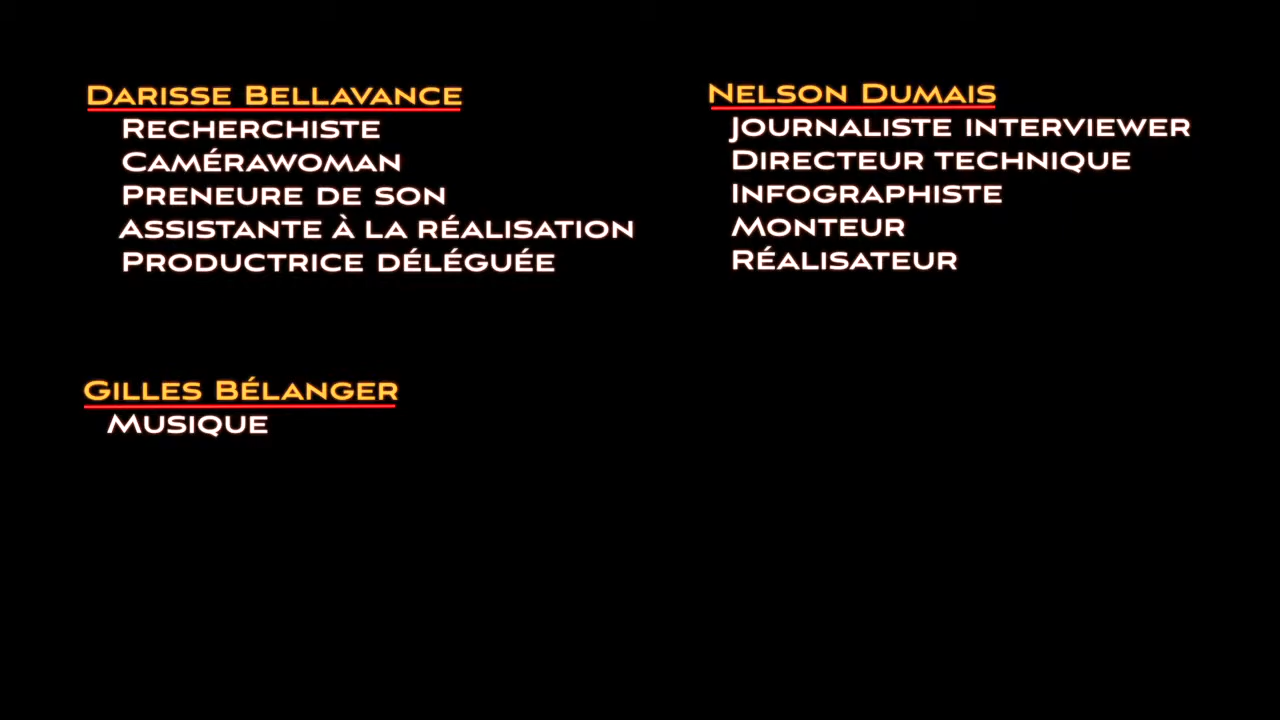 Darisse Bellavance
Recherchiste
Camérawoman
Preneure de son
Assistante à la réalisation
Productrice déléguée
Nelson Dumais
Journaliste interviewer
Directeur technique
Infographiste
Monteur
Réalisateur
Gilles Bélanger
Musique